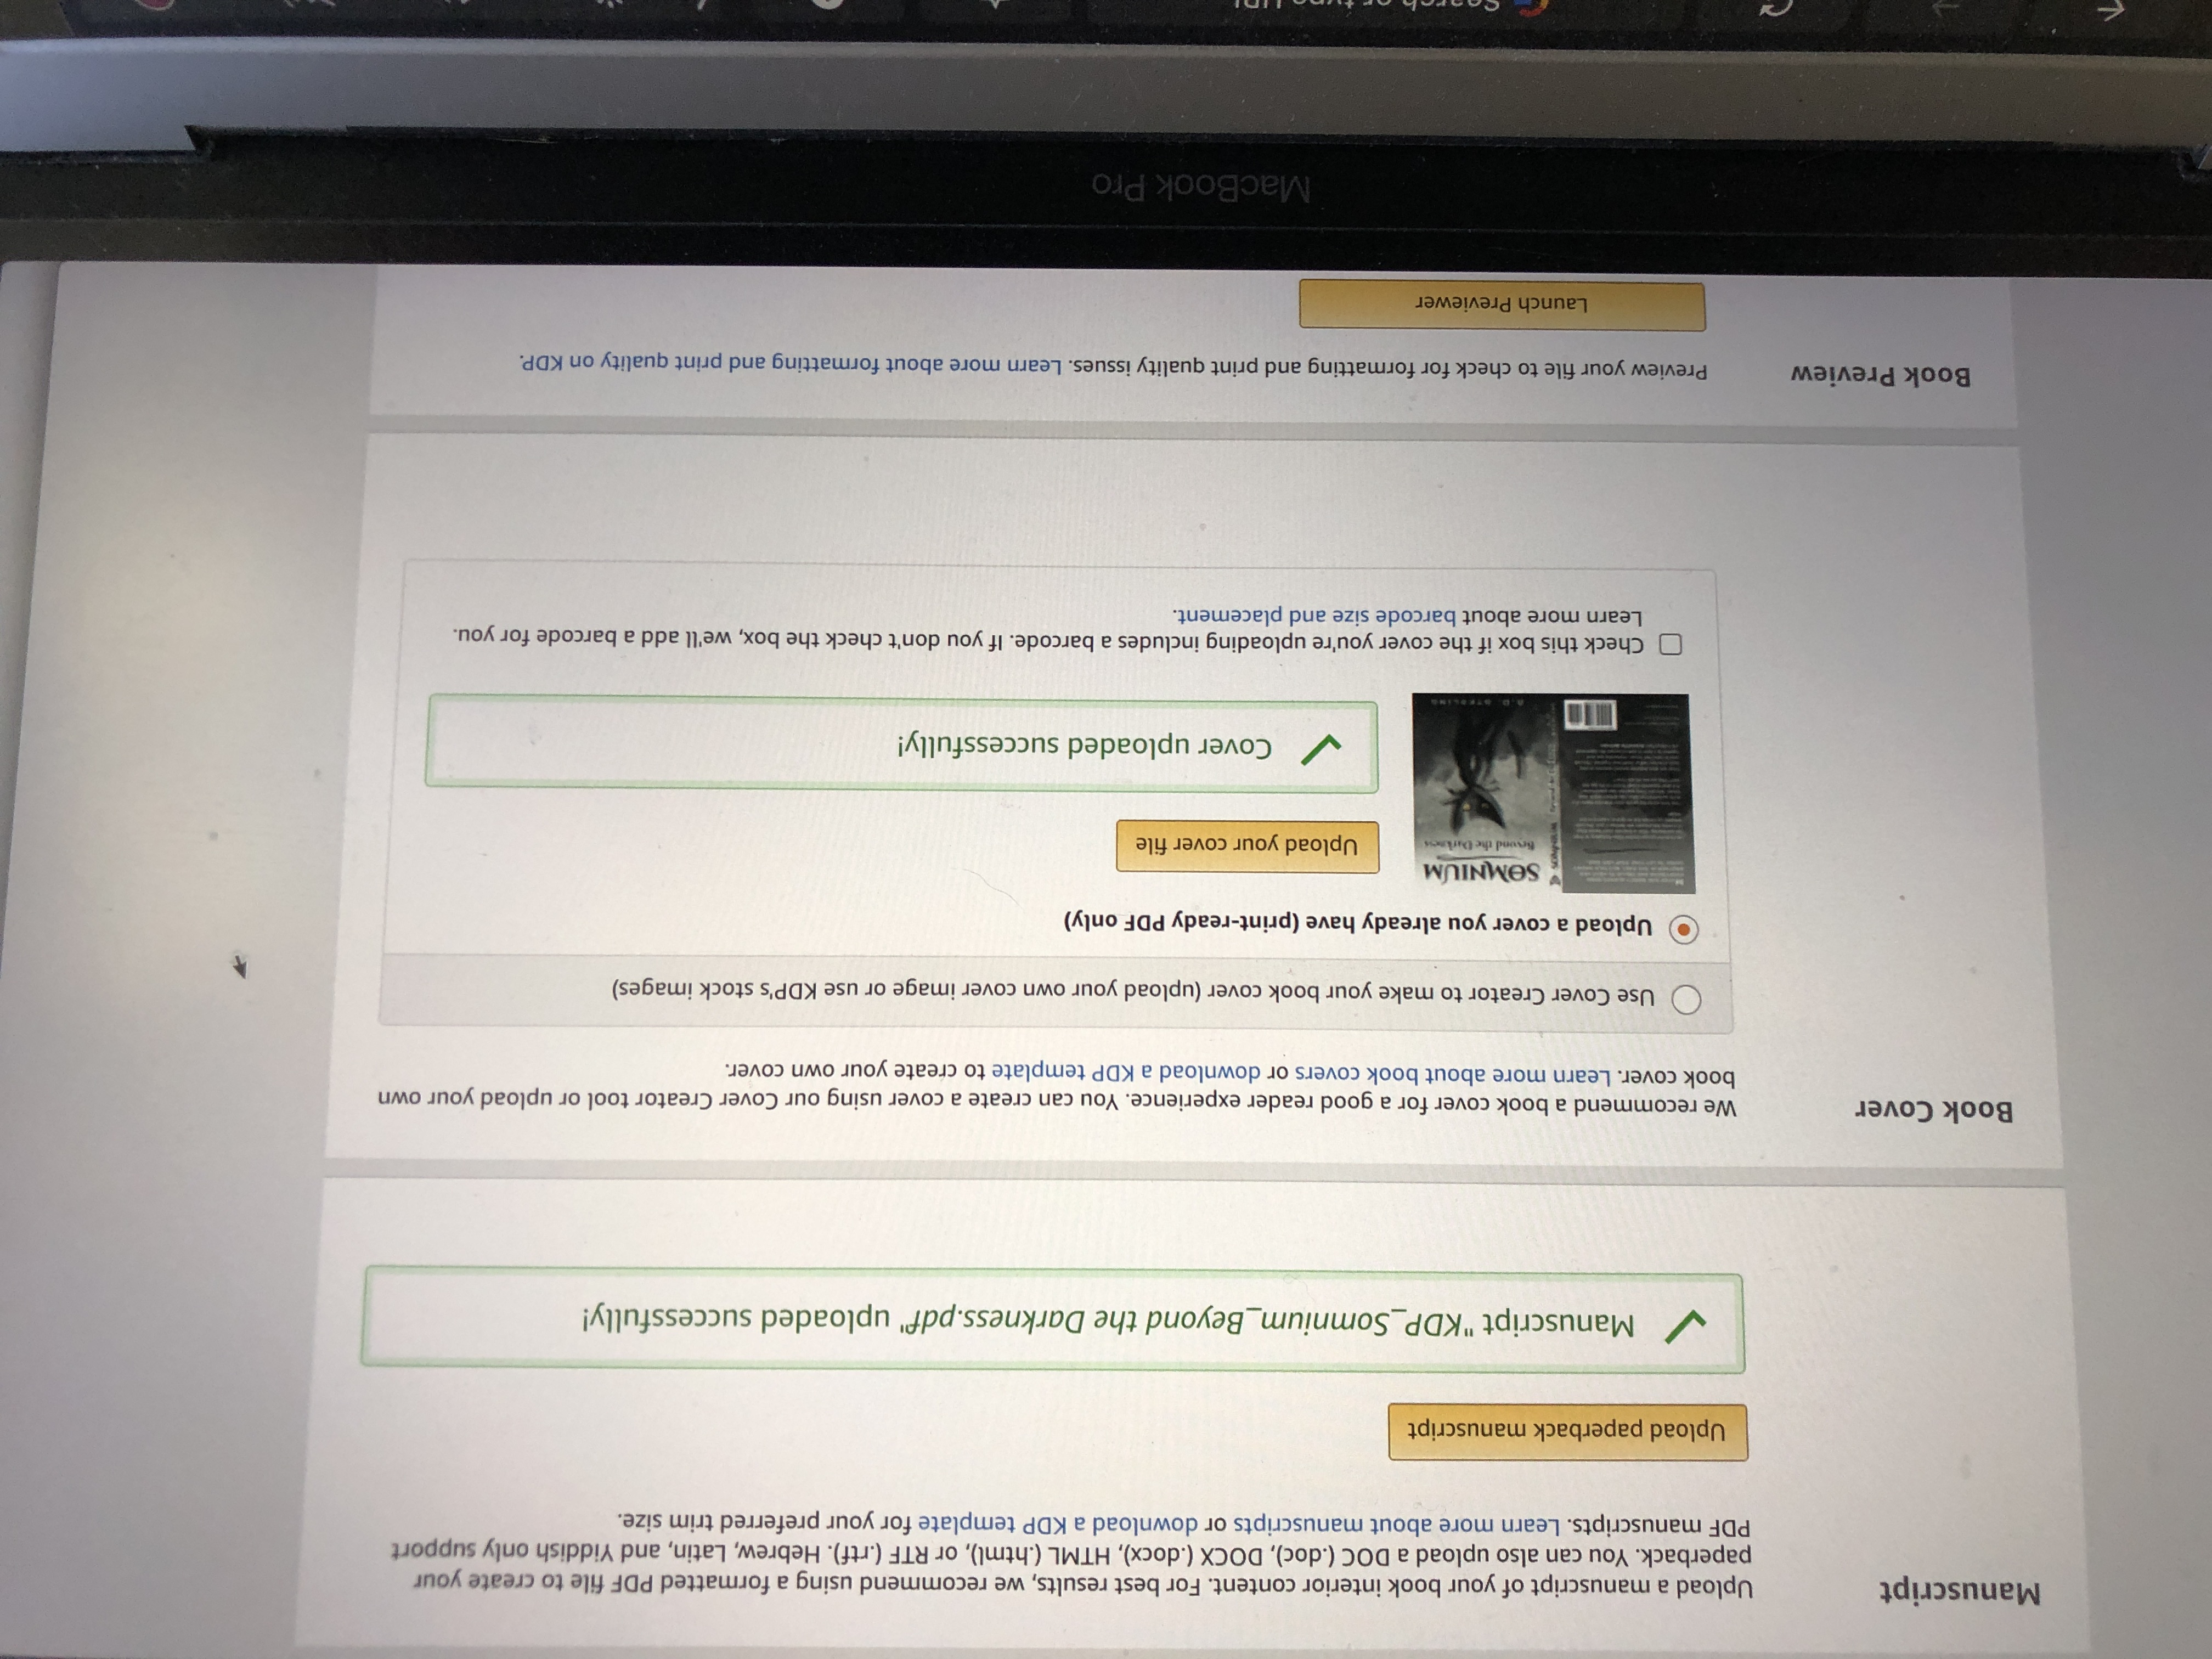 Manuscript
Upload a manuscript of your book interior content. For best results, we recommend using a formatted PDF file to create your
paperback. You can also upload a DOC (.doc), DOCX (.docx), HTML (.html), or RTF (.rtf). Hebrew, Latin, and Yiddish only support
PDF manuscripts. Learn more about manuscripts or download a KDP template for your preferred trim size.
Upload paperback manuscript
Manuscript "KDP_Somnium_Beyond the Darkness.pdf" uploaded successfully!
Book Cover
We recommend a book cover for a good reader experience. You can create a cover using our Cover Creator tool or upload your own
book cover. Learn more about book covers or download a KDP template to create your own cover.
Use Cover Creator to make your book cover (upload your own cover image or use KDP's stock images)
Upload a cover you already have (print-ready PDF only)
SOMNIUM
Beyond the Darkness
STERLING
Upload your cover file
Cover uploaded successfully!
Check this box if the cover you're uploading includes a barcode. If you don't check the box, we'll add a barcode for you.
Learn more about barcode size and placement.
Book Preview
Preview your file to check for formatting and print quality issues. Learn more about formatting and print quality on KDP.
Launch Previewer
MacBook Pro
Search or type URL